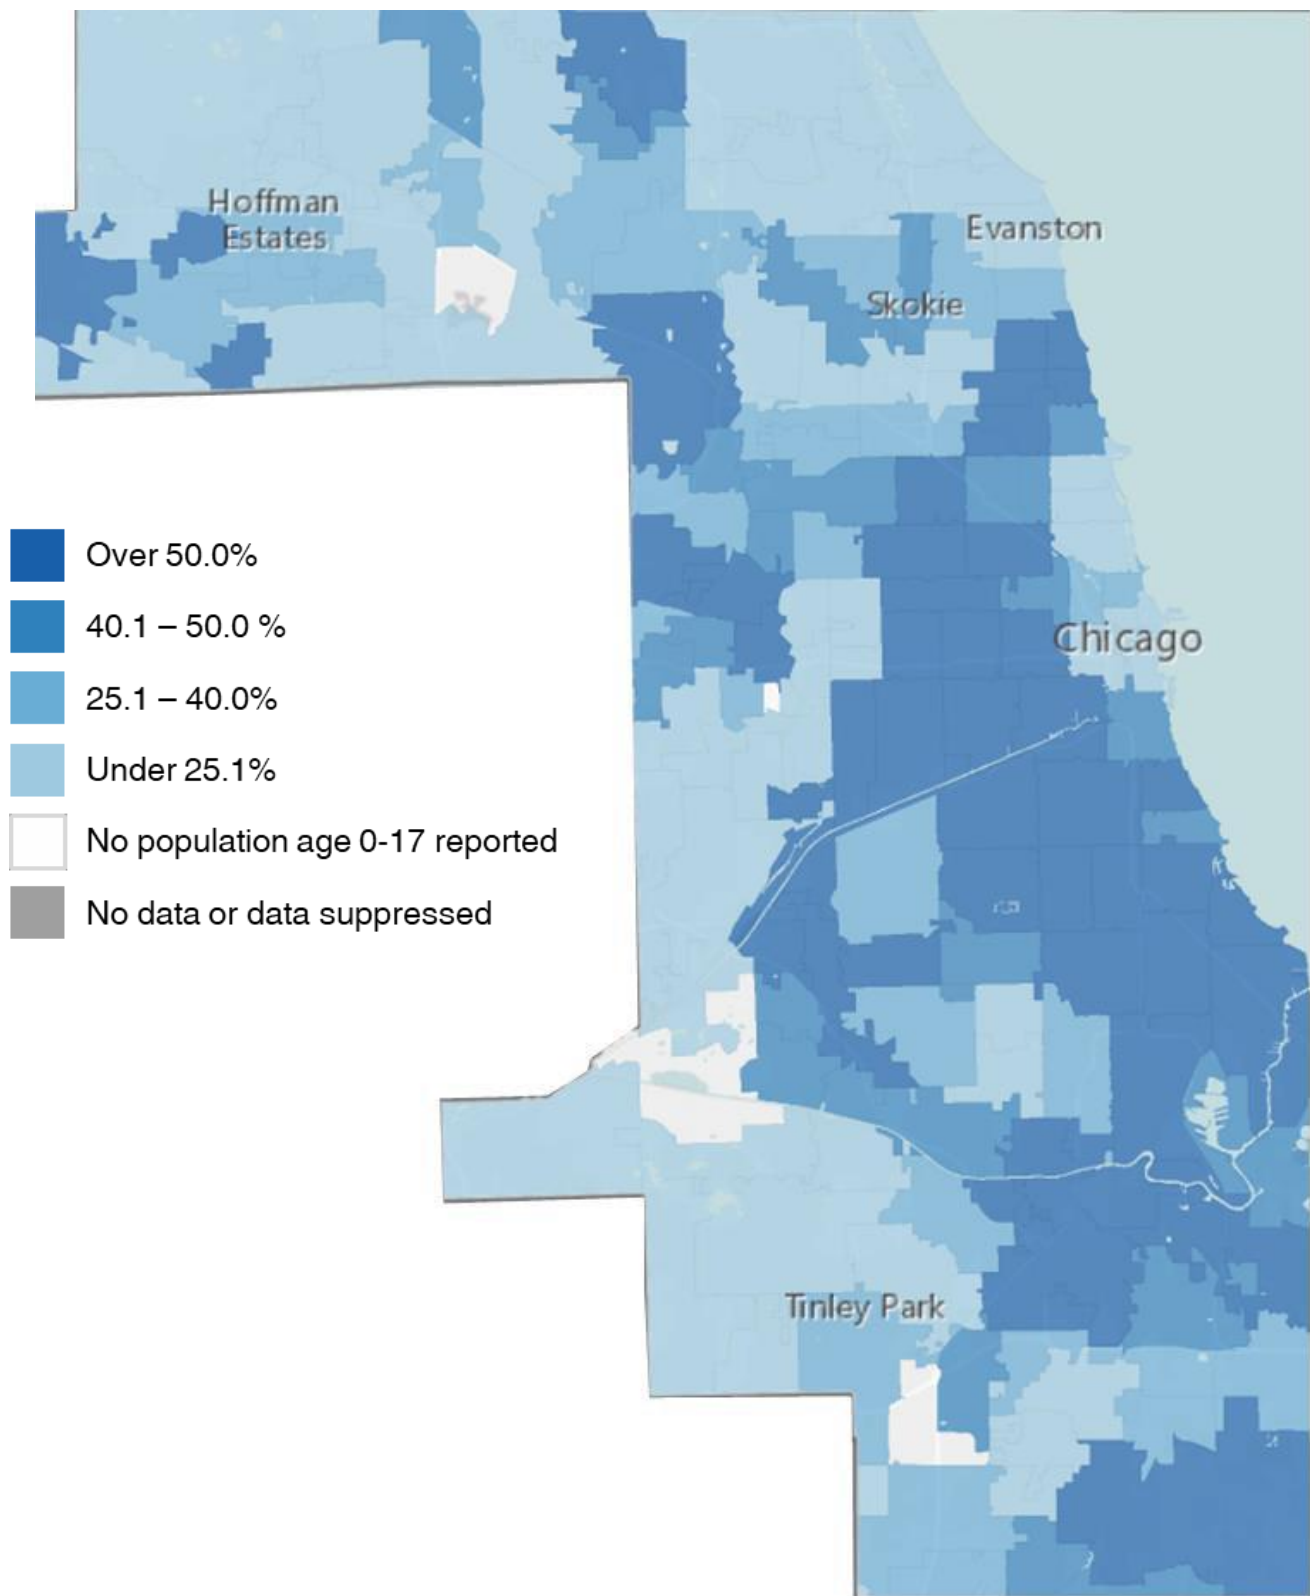 Hoffman
Estates
Evanston
Skokie
Over 50.0%
40.1 – 50.0 %
25.1 – 40.0%
Chicago
Under 25.1%
No population age 0-17 reported
No data or data suppressed
Tinley Park